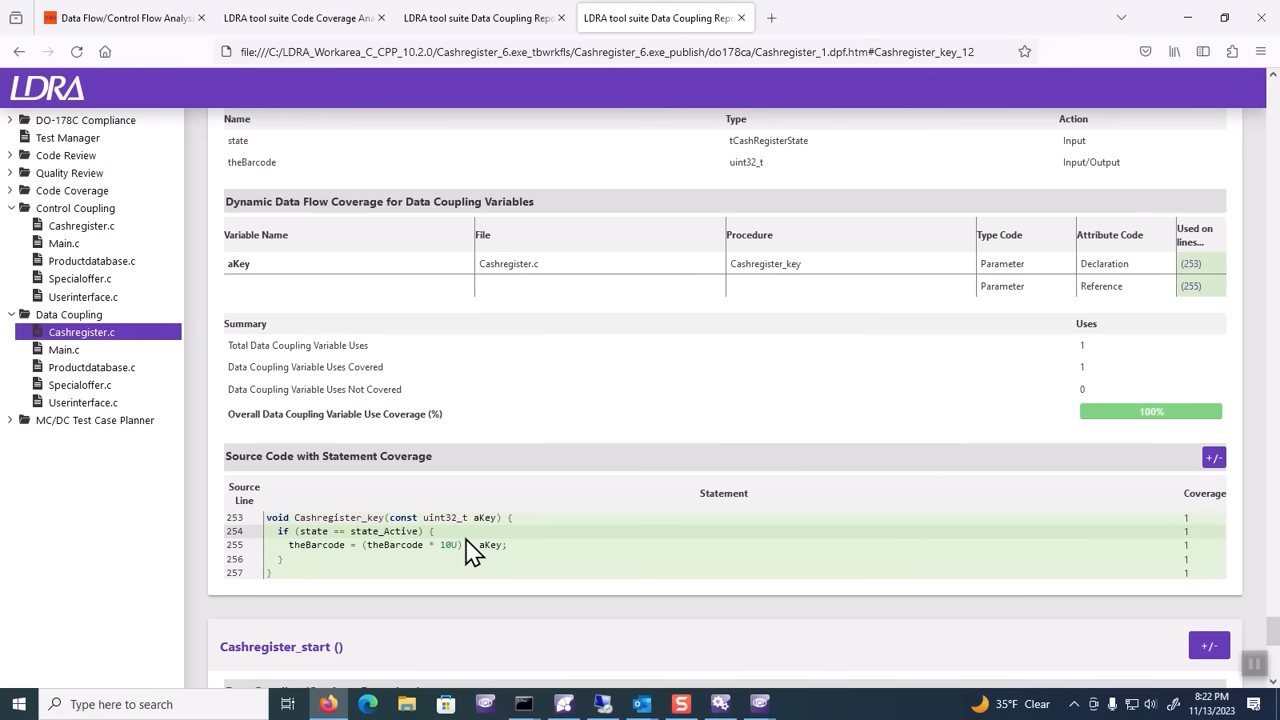 Data Flow/Control Flow Analys
LDRA tool suite Code Coverage Ana
LDRA tool suite Data Coupling Repo
LDRA tool suite Data Coupling Repo
file:///C:/LDRA_Workarea_C_CPP_10.2.0/Cashregister_6.exe_tbwrkfls/Cashregister_6.exe_publish/do178ca/Cashregister_1.dpf.htm#Cashregister_key_12
LDRA
DO-178C Compliance
Test Manager
Code Review
Quality Review
Code Coverage
Control Coupling
Cashregister.c
Main.c
Productdatabase.c
Specialoffer.c
Userinterface.c
Data Coupling
Cashregister.c
Main.c
Productdatabase.c
Specialoffer.c
Userinterface.c
MC/DC Test Case Planner
Name Type Action
state tCashRegisterState Input
theBarcode uint32_t Input/Output
Dynamic Data Flow Coverage for Data Coupling Variables
Variable Name File Procedure Type Code Attribute Code Used on lines...
aKey Cashregister.c Cashregister_key Parameter Declaration (253)
Parameter Reference (255)
Summary Uses
Total Data Coupling Variable Uses 1
Data Coupling Variable Uses Covered 1
Data Coupling Variable Uses Not Covered 0
Overall Data Coupling Variable Use Coverage (%) 100%
Source Code with Statement Coverage +/-
Source Line Statement Coverage
253 void Cashregister_key(const uint32_t aKey) { 1
254 if (state == state_Active) { 1
255 theBarcode = (theBarcode * 10U) aKey; 1
256 } 1
257 } 1
Cashregister_start () +/-
Type here to search
35°F Clear
8:22 PM
11/13/2023